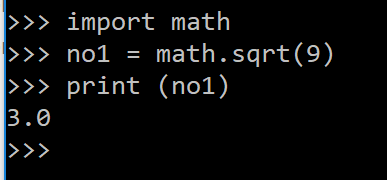 >>> import math
>>> no1 = math.sqrt(9)
>>> print (no1)
3.0
>>>